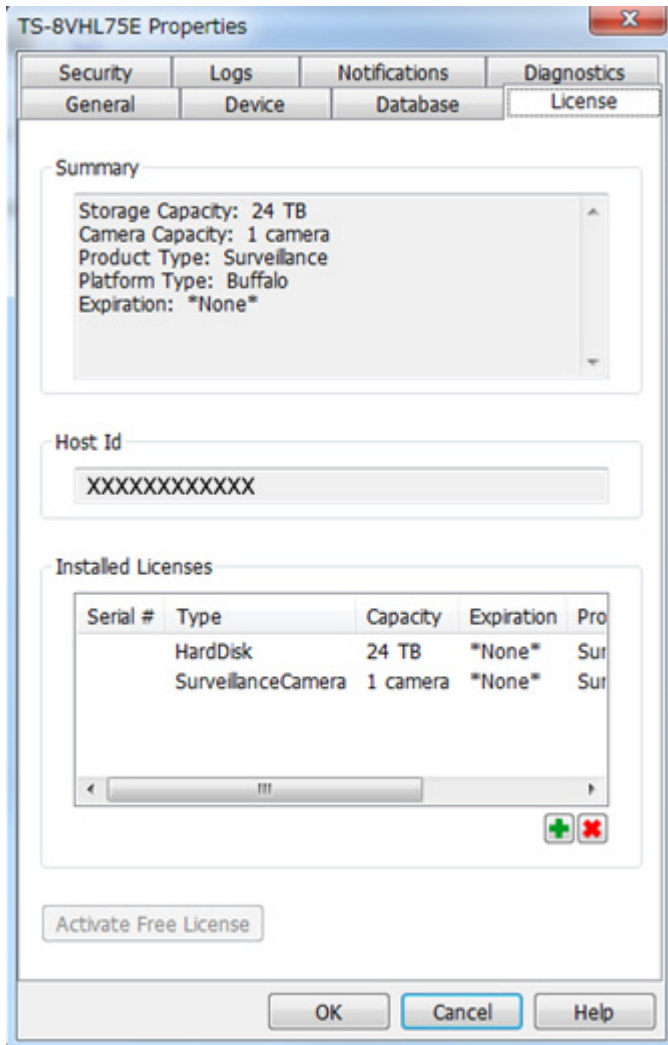 TS-8VHL75E Properties
Security Logs Notifications Diagnostics
General Device Database License
Summary
Storage Capacity: 24 TB
Camera Capacity: 1 camera
Product Type: Surveillance
Platform Type: Buffalo
Expiration: *None*
Host Id
XXXXXXXXXXXX
Installed Licenses
Serial # Type Capacity Expiration Pro
HardDisk 24 TB *None* Sur
SurveillanceCamera 1 camera *None* Sur
Activate Free License
OK Cancel Help